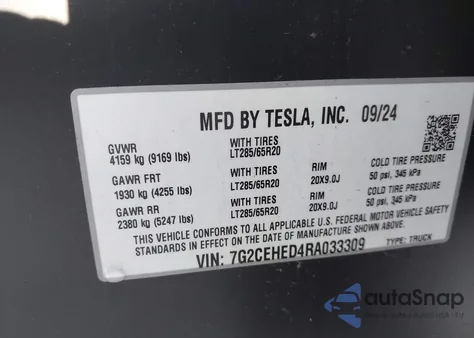 MFD BY TESLA, INC. 09/24
GVWR
4159 kg (9169 lbs)
WITH TIRES
LT285/65R20
GAWR FRT
1930 kg (4255 lbs)
WITH TIRES
LT285/65R20
RIM
20X9.0J
COLD TIRE PRESSURE
50 psi, 345 kPa
GAWR RR
2380 kg (5247 lbs)
WITH TIRES
LT285/65R20
RIM
20X9.0J
COLD TIRE PRESSURE
50 psi, 345 kPa
THIS VEHICLE CONFORMS TO ALL APPLICABLE U.S. FEDERAL MOTOR VEHICLE SAFETY
STANDARDS IN EFFECT ON THE DATE OF MANUFACTURE SHOWN ABOVE.
VIN: 7G2CEHED4RA033309
TYPE: TRUCK
autoSnap